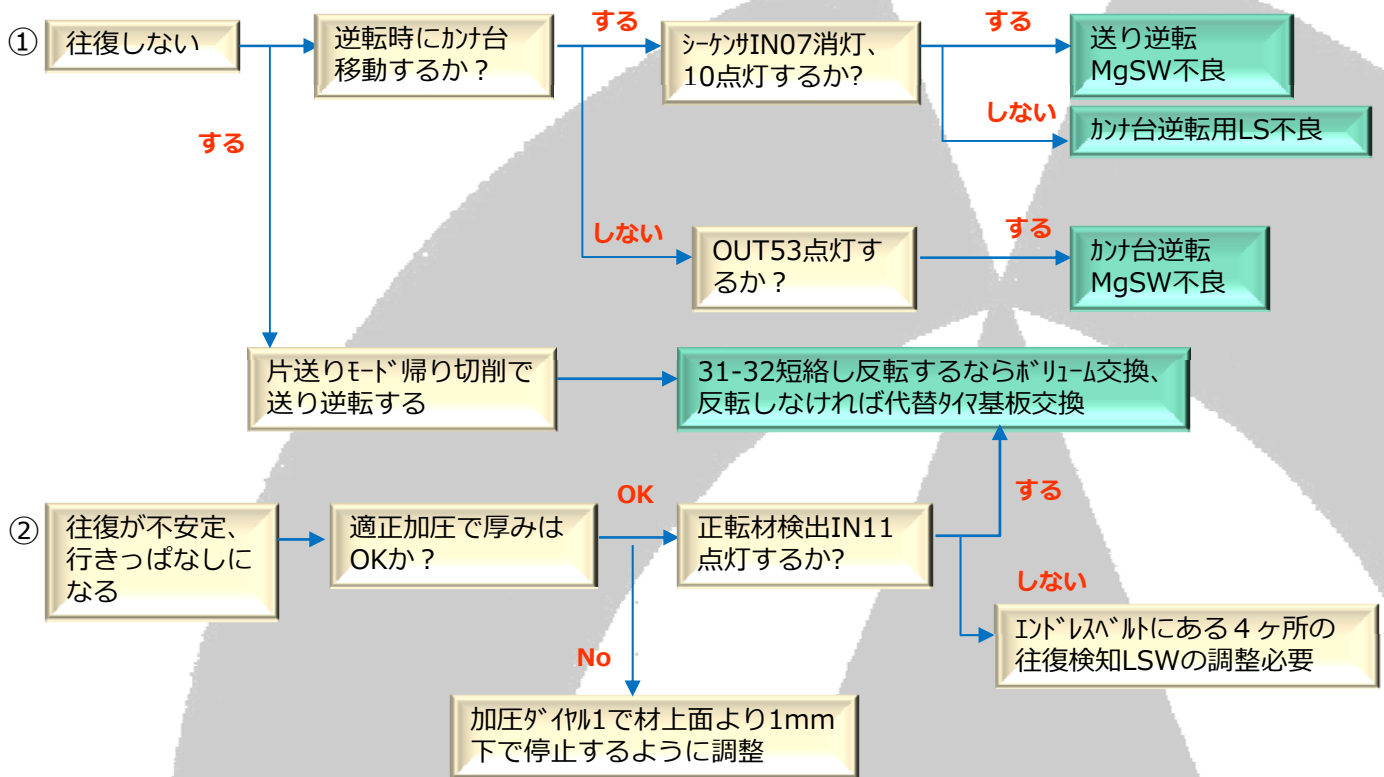 ①
往復しない
逆転時にｶﾝﾅ台
移動するか？
する
ｼｰｹﾝｻIN07消灯、
10点灯するか?
する
送り逆転
MgSW不良
しない
ｶﾝﾅ台逆転用LS不良
する
しない
OUT53点灯す
るか？
する
ｶﾝﾅ台逆転
MgSW不良
片送りﾓｰﾄﾞ帰り切削で
送り逆転する
31-32短絡し反転するならﾎﾞﾘｭｰﾑ交換、
反転しなければ代替ﾀｲﾏ基板交換
②
往復が不安定、
行きっぱなしに
なる
適正加圧で厚みは
OKか？
OK
正転材検出IN11
点灯するか?
する
しない
ｴﾝﾄﾞﾚｽﾍﾞﾙﾄにある４ヶ所の
往復検知LSWの調整必要
No
加圧ﾀﾞｲﾔﾙ1で材上面より1mm
下で停止するように調整